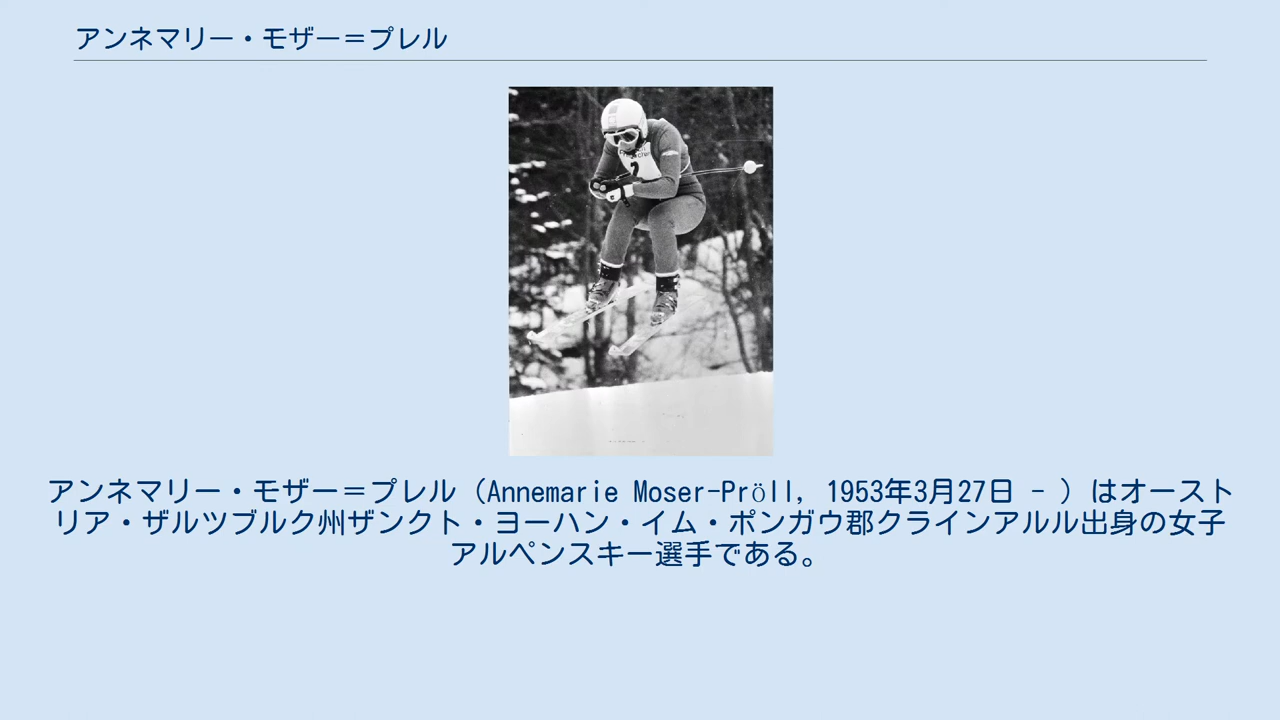 アンネマリー・モザー＝プレル
2
アンネマリー・モザー＝プレル（Annemarie Moser-Pröll, 1953年3月27日 - ）はオースト
リア・ザルツブルク州ザンクト・ヨーハン・イム・ポンガウ郡クラインアルル出身の女子
アルペンスキー選手である。